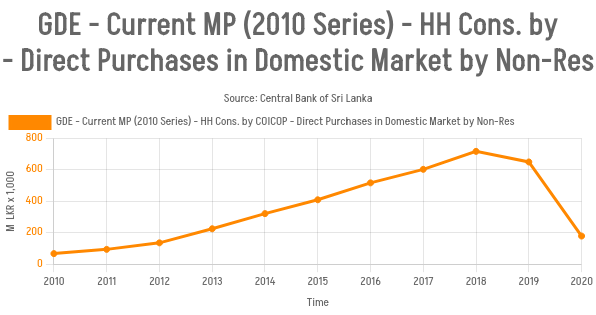 GDE - Current MP (2010 Series) - HH Cons. by
- Direct Purchases in Domestic Market by Non-Res
Source: Central Bank of Sri Lanka
GDE - Current MP (2010 Series) - HH Cons. by COICOP - Direct Purchases in Domestic Market by Non-Res
800
600
400
200
0
M LKR x 1,000
2010 2011 2012 2013 2014 2015 2016 2017 2018 2019 2020
Time